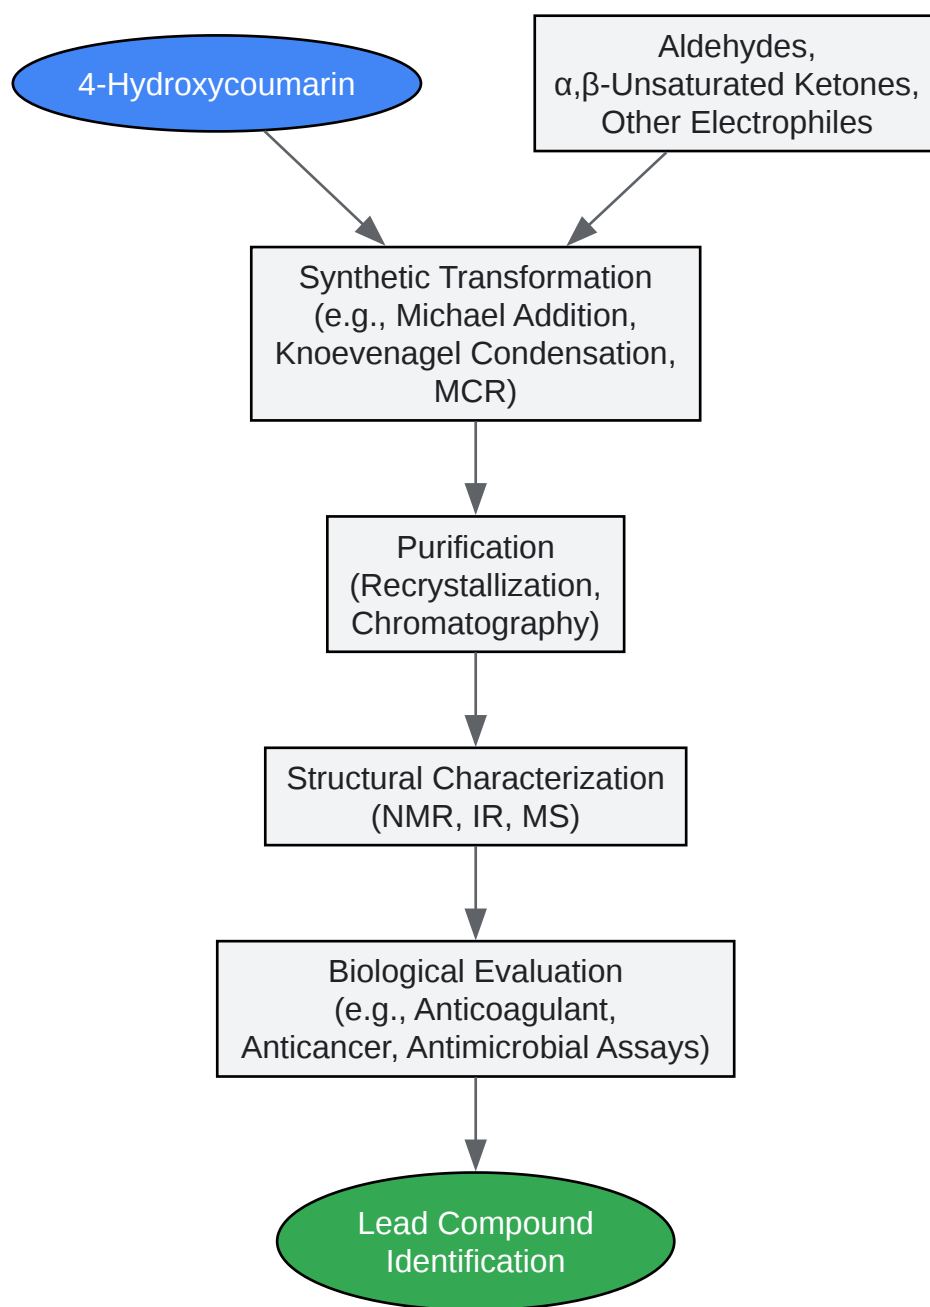 4-Hydroxycoumarin
Aldehydes,
α,β-Unsaturated Ketones,
Other Electrophiles
Synthetic Transformation
(e.g., Michael Addition,
Knoevenagel Condensation,
MCR)
Purification
(Recrystallization,
Chromatography)
Structural Characterization
(NMR, IR, MS)
Biological Evaluation
(e.g., Anticoagulant,
Anticancer, Antimicrobial Assays)
Lead Compound
Identification